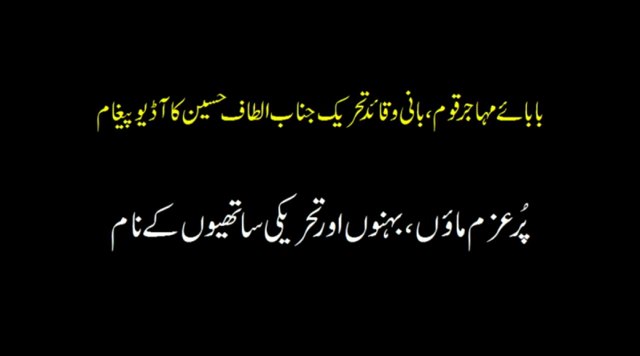 بابائے مہاجر قوم، بانی و قائد تحریک جناب الطاف حسین کا آڈیو پیغام
پُر عزم ماؤں، بہنوں اور تحریکی ساتھیوں کے نام